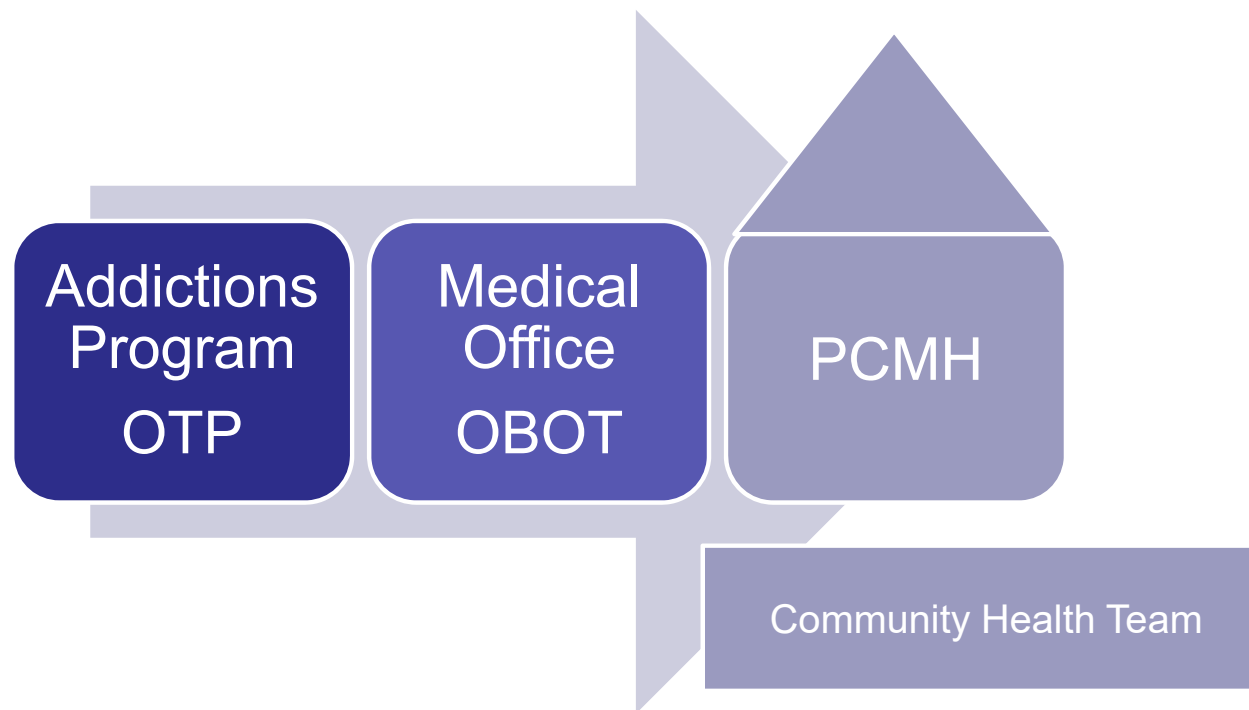 Addictions
Program
OTP
Medical
Office
OBOT
PCMH
Community Health Team